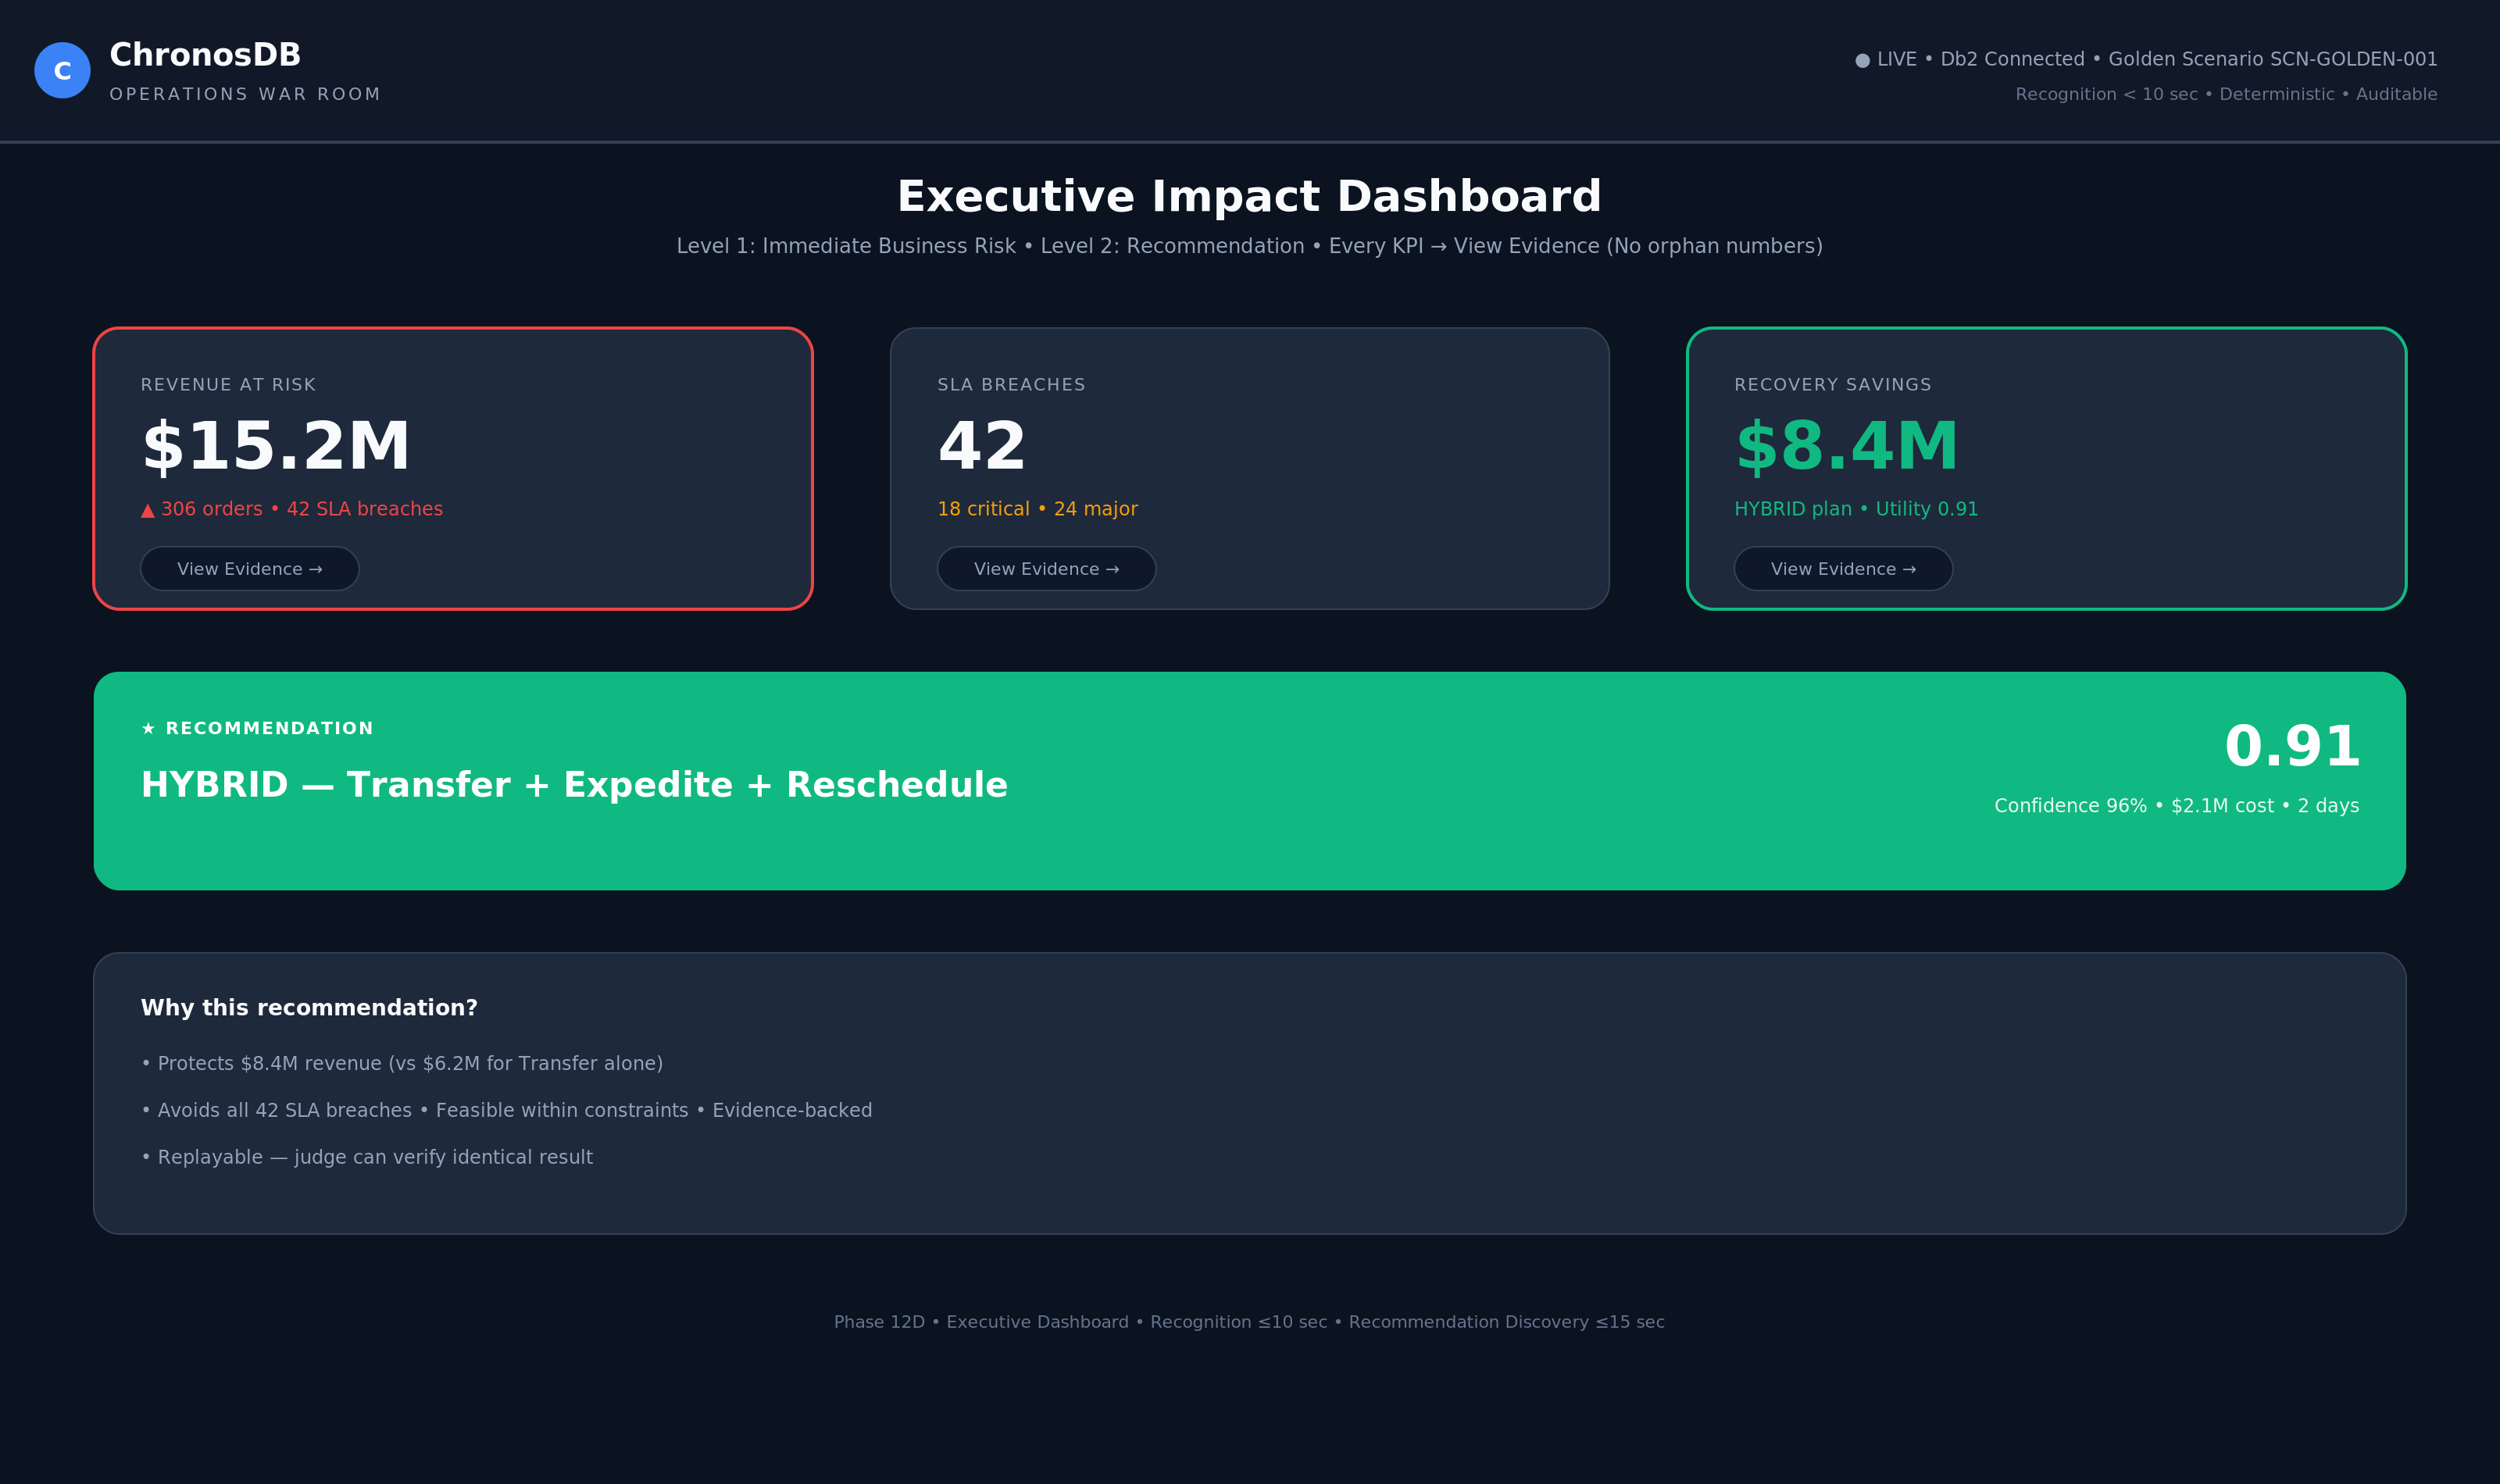 C
ChronosDB
OPERATIONS WAR ROOM
● LIVE • Db2 Connected • Golden Scenario SCN-GOLDEN-001
Recognition < 10 sec • Deterministic • Auditable
Executive Impact Dashboard
Level 1: Immediate Business Risk • Level 2: Recommendation • Every KPI → View Evidence (No orphan numbers)
REVENUE AT RISK
$15.2M
▲ 306 orders • 42 SLA breaches
View Evidence →
SLA BREACHES
42
18 critical • 24 major
View Evidence →
RECOVERY SAVINGS
$8.4M
HYBRID plan • Utility 0.91
View Evidence →
★ RECOMMENDATION
HYBRID — Transfer + Expedite + Reschedule
0.91
Confidence 96% • $2.1M cost • 2 days
Why this recommendation?
• Protects $8.4M revenue (vs $6.2M for Transfer alone)
• Avoids all 42 SLA breaches • Feasible within constraints • Evidence-backed
• Replayable — judge can verify identical result
Phase 12D • Executive Dashboard • Recognition ≤10 sec • Recommendation Discovery ≤15 sec